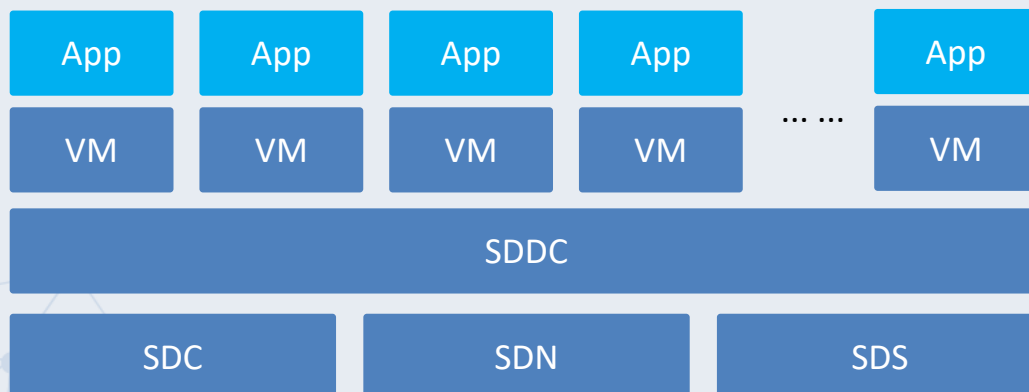 App App App App App
VM VM VM VM ... ... VM
SDDC
SDC SDN SDS